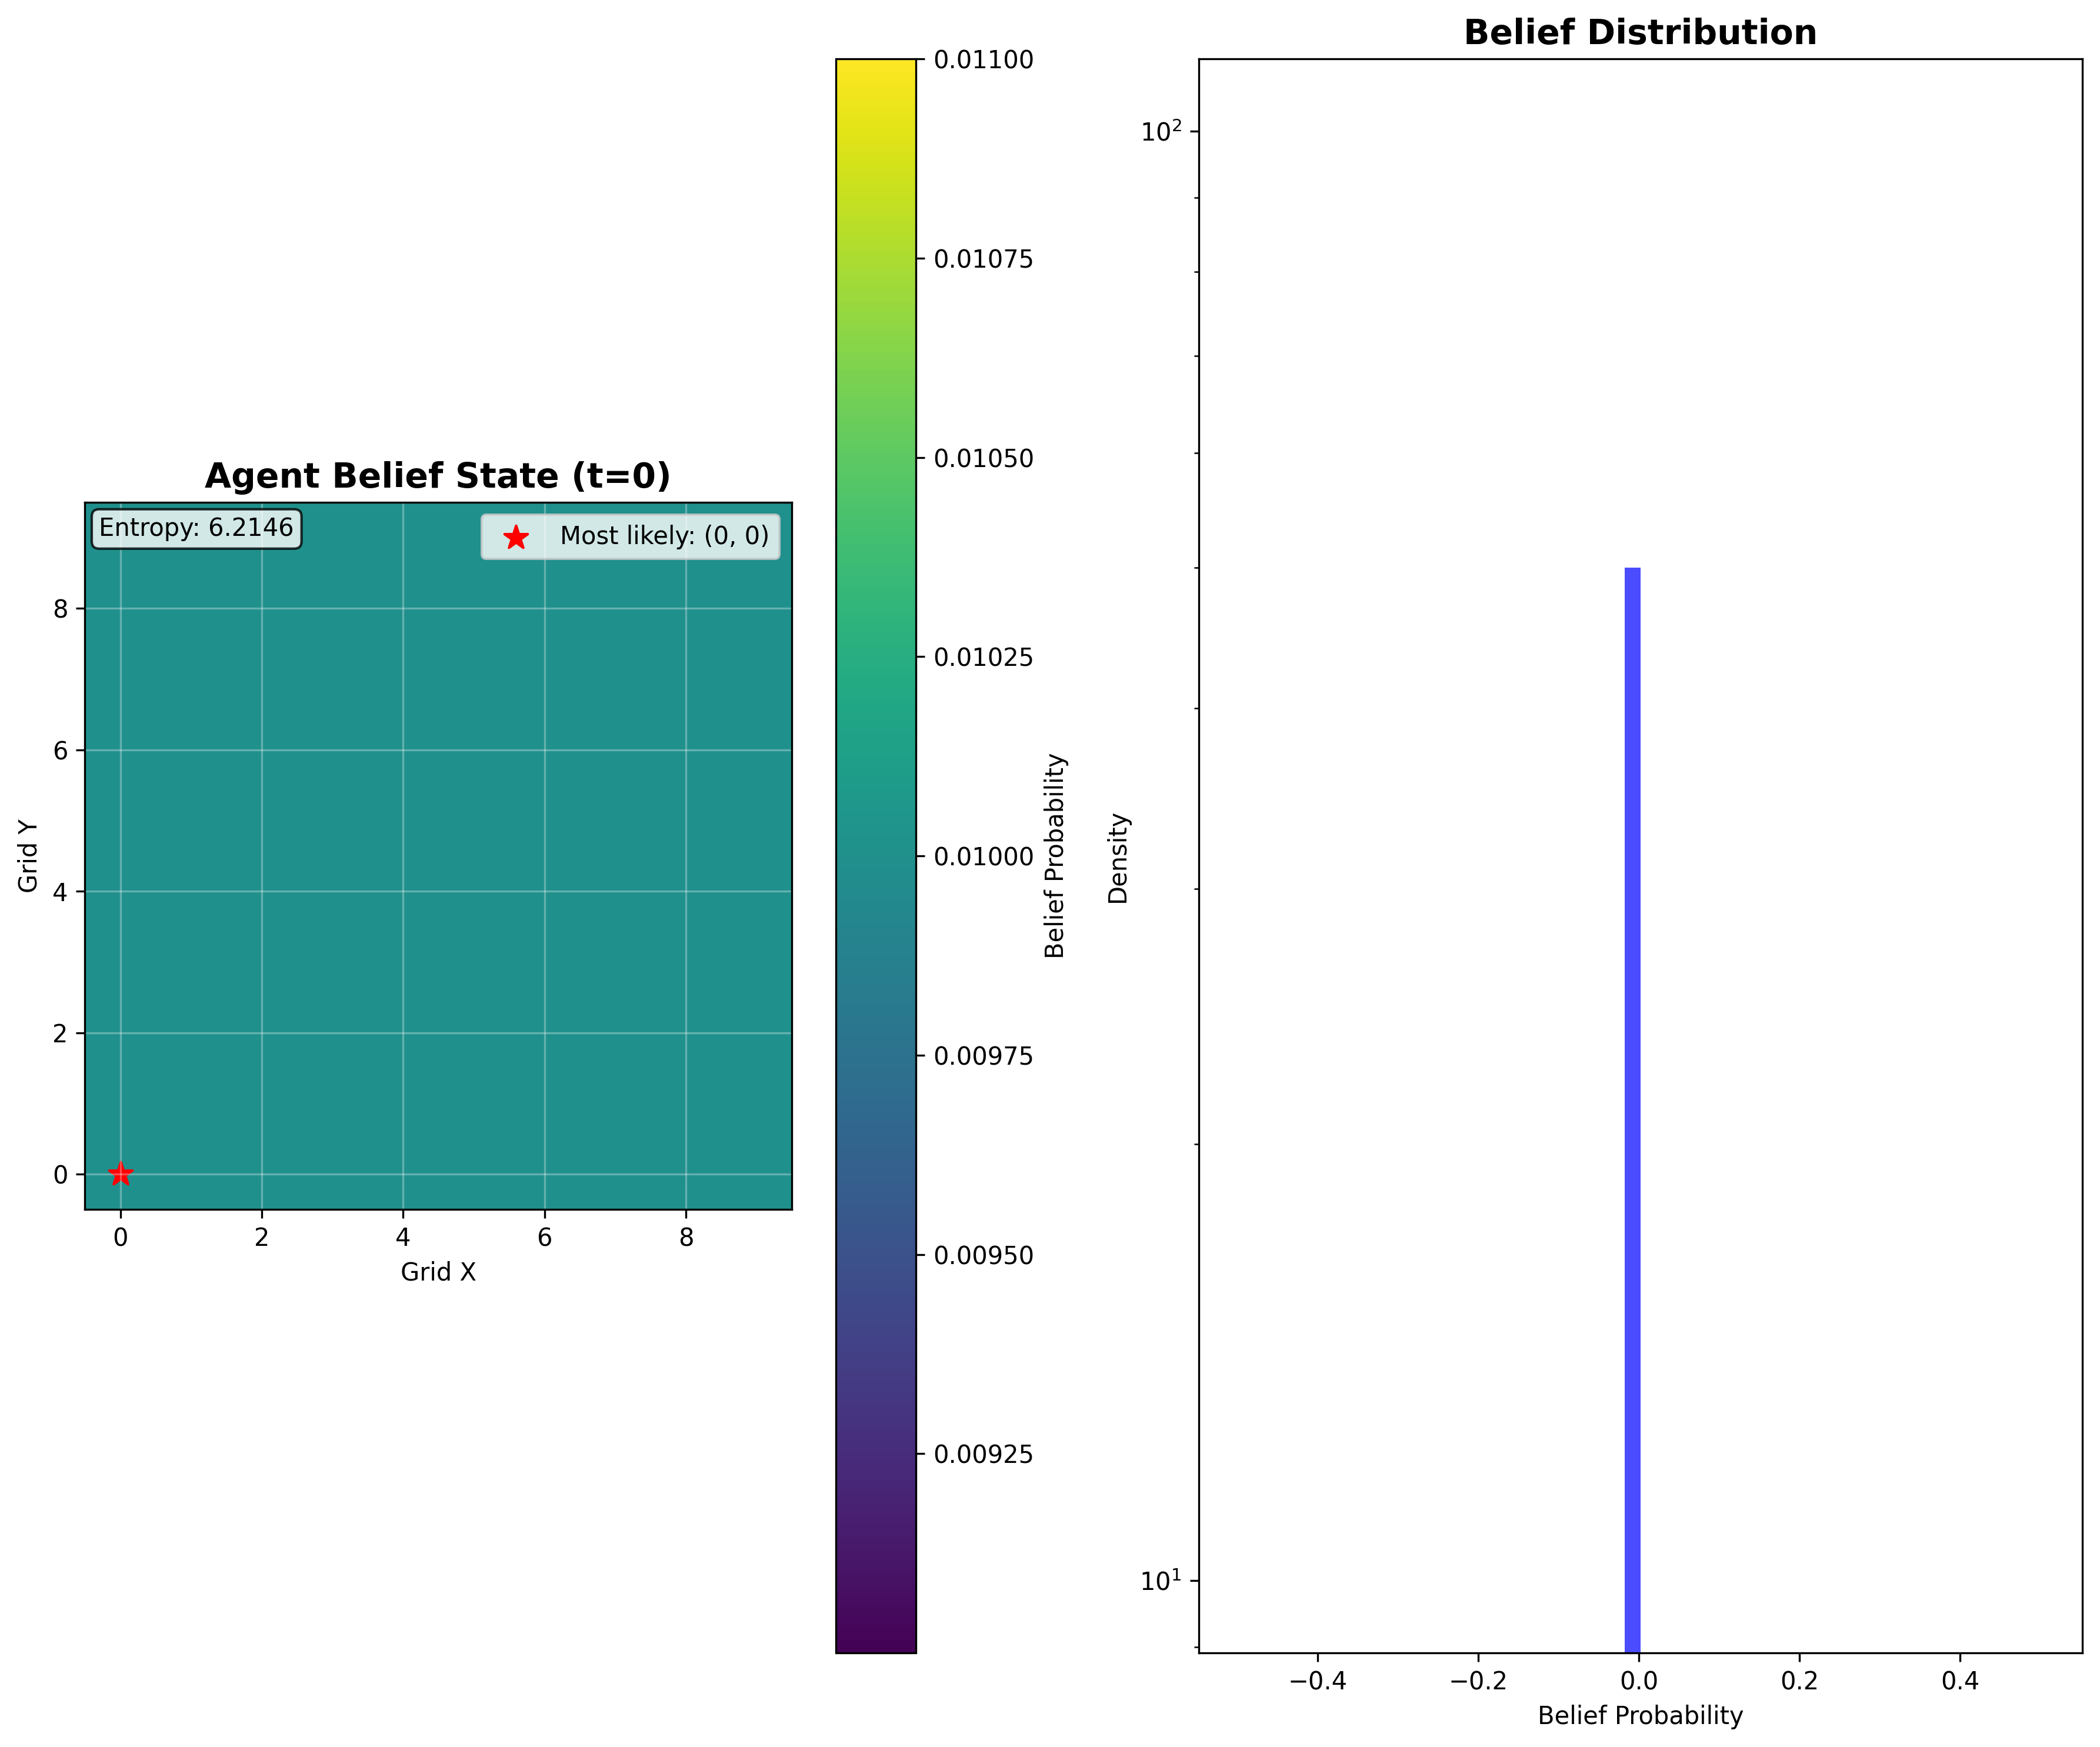 Agent Belief State (t=0)
Entropy: 6.2146
Most likely: (0, 0)
Grid Y
8
6
4
2
0
0 2 4 6 8
Grid X
0.01100
0.01075
0.01050
0.01025
0.01000
0.00975
0.00950
0.00925
Belief Probability
Belief Distribution
Density
10²
10¹
−0.4 −0.2 0.0 0.2 0.4
Belief Probability